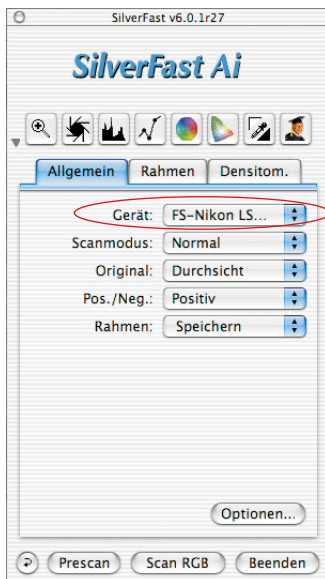 SilverFast v6.0.1r27
SilverFast Ai
Allgemein Rahmen Densitom.
Gerät: FS-Nikon LS...
Scanmodus: Normal
Original: Durchsicht
Pos./Neg.: Positiv
Rahmen: Speichern
Optionen...
Prescan Scan RGB Beenden